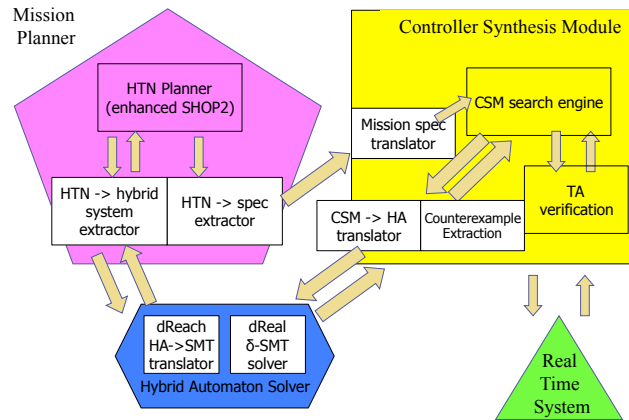 Mission
Planner
HTN Planner
(enhanced SHOP2)
HTN -> hybrid
system
extractor
HTN -> spec
extractor
Controller Synthesis Module
CSM search engine
Mission spec
translator
TA
verification
CSM -> HA
translator
Counterexample
Extraction
dReach
HA->SMT
translator
dReal
δ-SMT
solver
Hybrid Automaton Solver
Real
Time
System